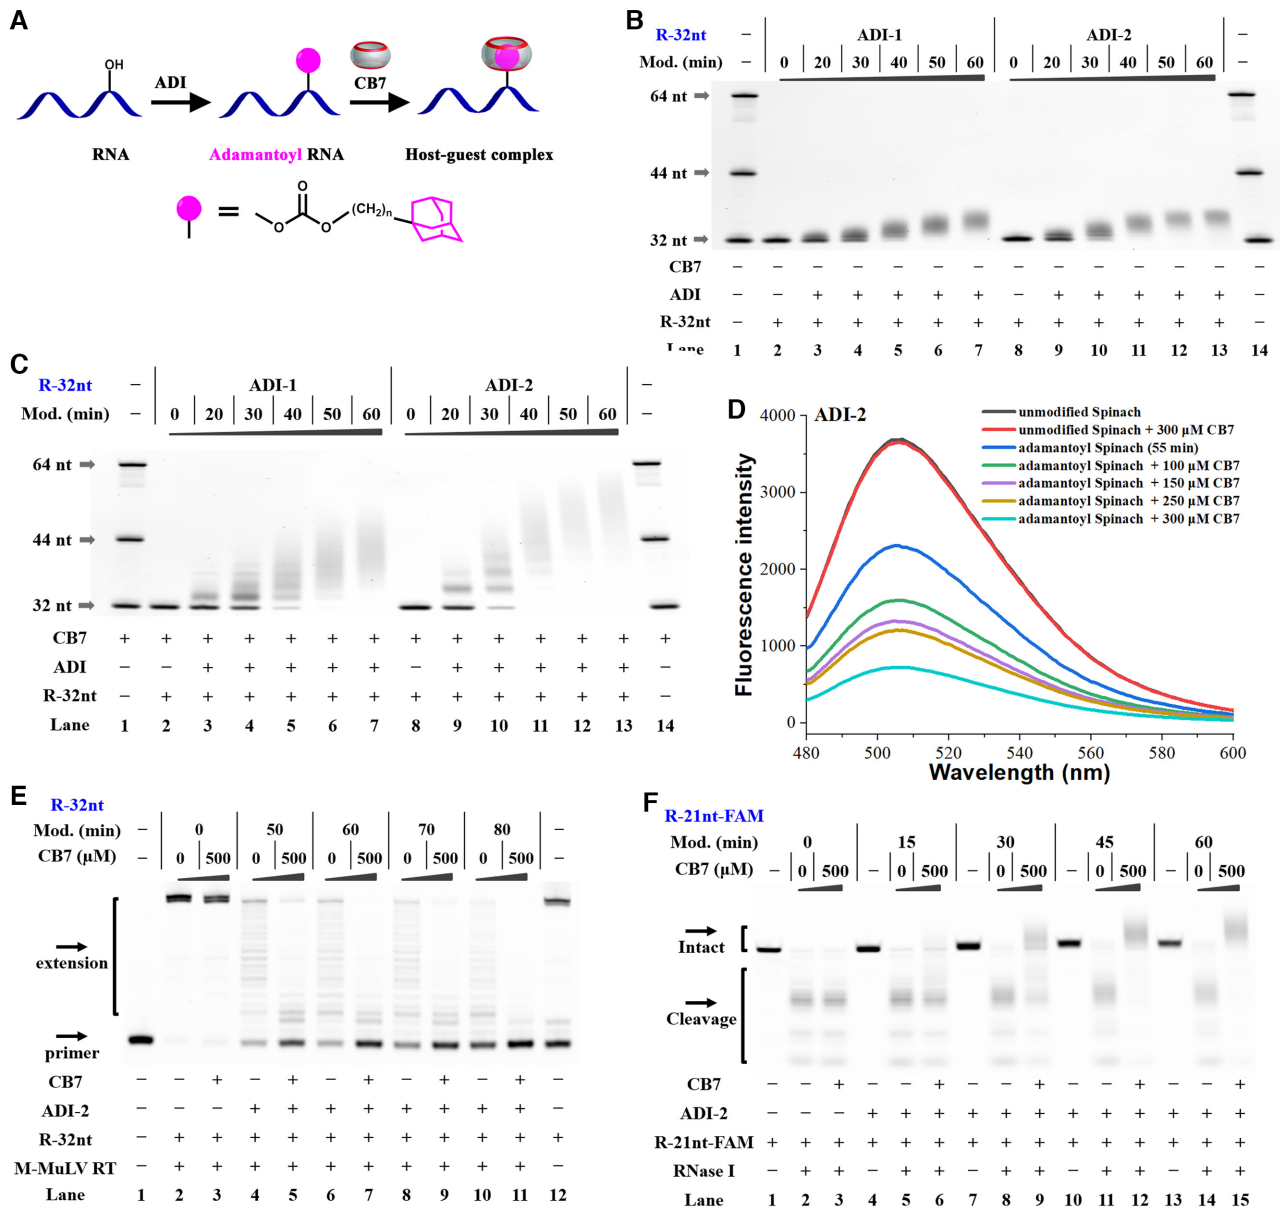 A
OH
ADI
CB7
RNA
Adamantoyl RNA
Host-guest complex
=
O
O
O
(CH2)n
B
R-32nt – ADI-1 ADI-2 –
Mod. (min) – 0 20 30 40 50 60 0 20 30 40 50 60 –
64 nt
44 nt
32 nt
CB7 – – – – – – – – – – – – – –
ADI – – + + + + + – + + + + + –
R-32nt – + + + + + + + + + + + + –
Lane 1 2 3 4 5 6 7 8 9 10 11 12 13 14
C
R-32nt – ADI-1 ADI-2 –
Mod. (min) – 0 20 30 40 50 60 0 20 30 40 50 60 –
64 nt
44 nt
32 nt
CB7 + + + + + + + + + + + + + +
ADI – – + + + + + – + + + + + –
R-32nt – + + + + + + + + + + + + –
Lane 1 2 3 4 5 6 7 8 9 10 11 12 13 14
D
ADI-2
unmodified Spinach
unmodified Spinach + 300 µM CB7
adamantoyl Spinach (55 min)
adamantoyl Spinach + 100 µM CB7
adamantoyl Spinach + 150 µM CB7
adamantoyl Spinach + 250 µM CB7
adamantoyl Spinach + 300 µM CB7
Fluorescence intensity
4000
3000
2000
1000
0
480 500 520 540 560 580 600
Wavelength (nm)
E
R-32nt
Mod. (min) – 0 50 60 70 80 –
CB7 (µM) – 0 500 0 500 0 500 0 500 0 500 –
extension
primer
CB7 – – + – + – + – + – + –
ADI-2 – – – + + + + + + + + –
R-32nt – + + + + + + + + + + +
M-MuLV RT – + + + + + + + + + + –
Lane 1 2 3 4 5 6 7 8 9 10 11 12
F
R-21nt-FAM
Mod. (min) 0 15 30 45 60
CB7 (µM) – 0 500 – 0 500 – 0 500 – 0 500 – 0 500
Intact
Cleavage
CB7 – – + – – + – – + – – + – – +
ADI-2 – – – + + + + + + + + + + + +
R-21nt-FAM + + + + + + + + + + + + + + +
RNase I – + + – + + – + + – + + – + +
Lane 1 2 3 4 5 6 7 8 9 10 11 12 13 14 15